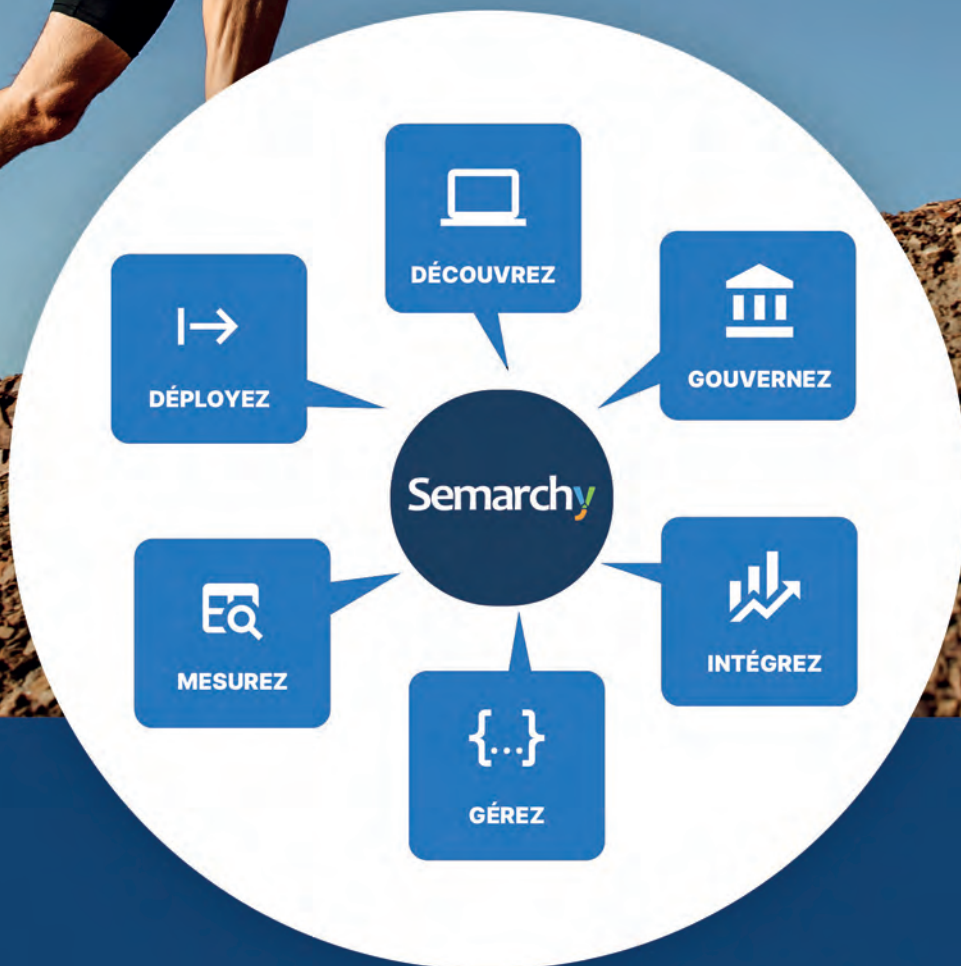 DÉCOUVREZ
GOUVERNEZ
DÉPLOYEZ
Semarchy
INTÉGREZ
MESUREZ
{...}
GÉREZ